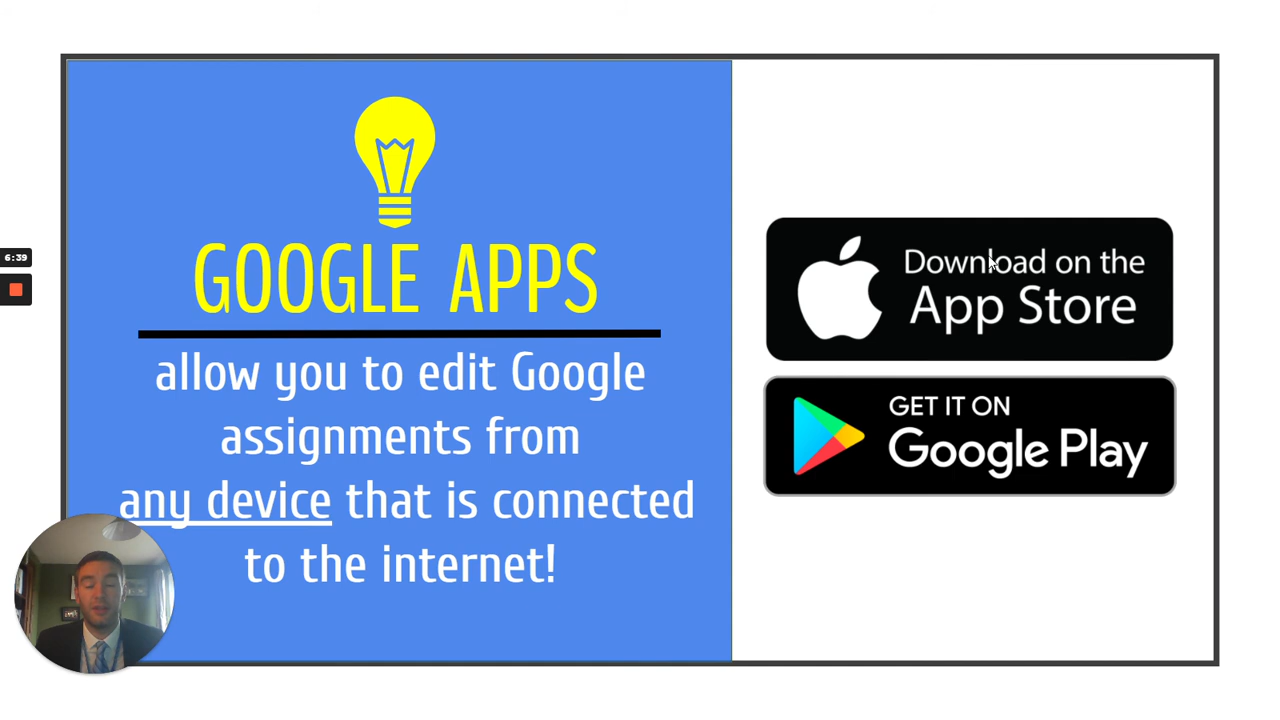 6:39
GOOGLE APPS
allow you to edit Google
assignments from
any device that is connected
to the internet!
Download on the
App Store
GET IT ON
Google Play